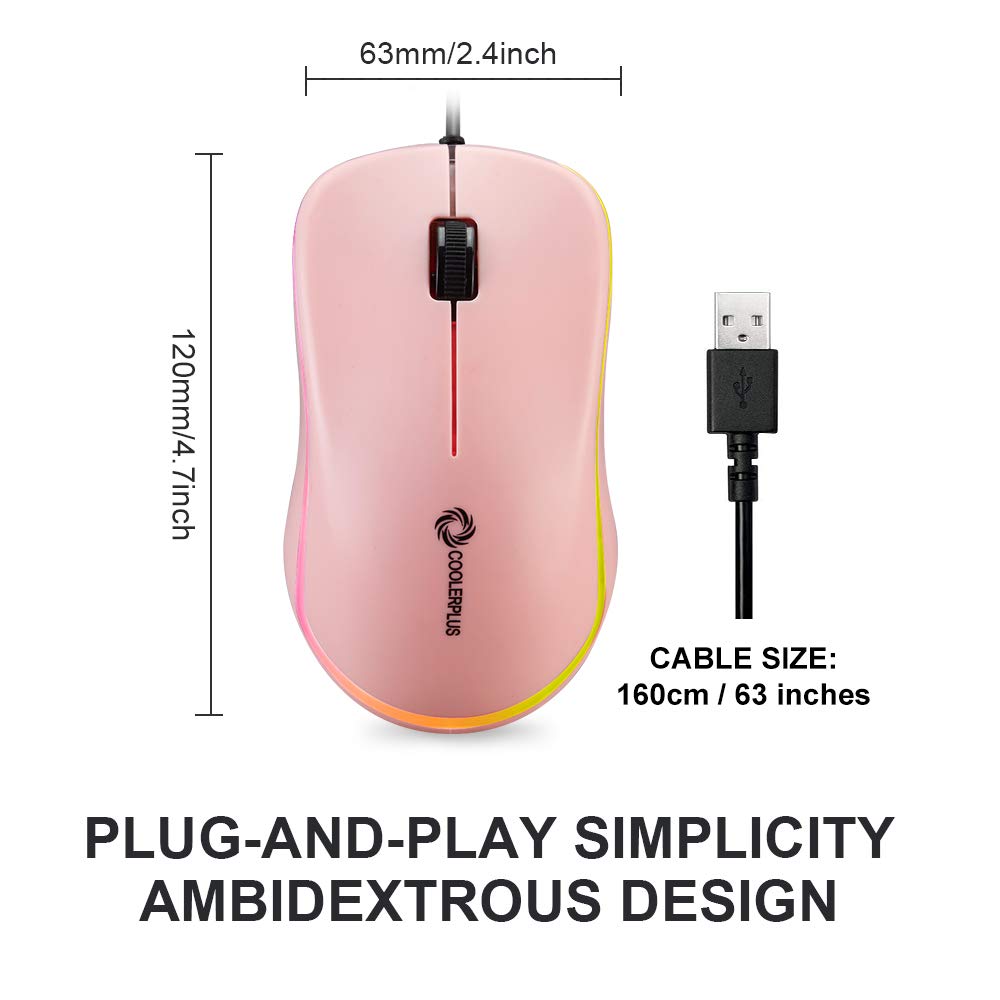 63mm/2.4inch
120mm/4.7inch
COOLERPLUS
CABLE SIZE:
160cm / 63 inches
PLUG-AND-PLAY SIMPLICITY
AMBIDEXTROUS DESIGN